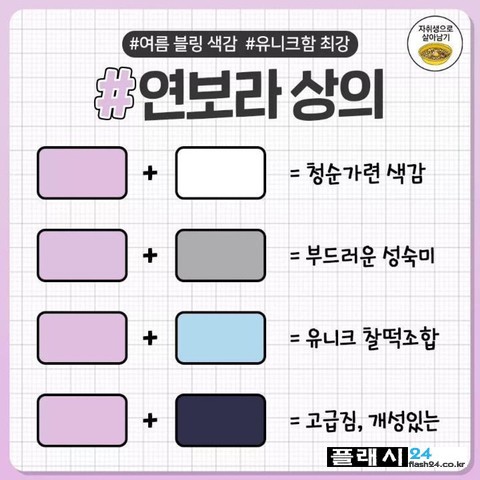 자취생으로
살아남기
#여름 블링 색감 #유니크함 최강
#연보라 상의
+ = 청순가련 색감
+ = 부드러운 성숙미
+ = 유니크 찰떡조합
+ = 고급짐, 개성있는
플래시24
flash24.co.kr